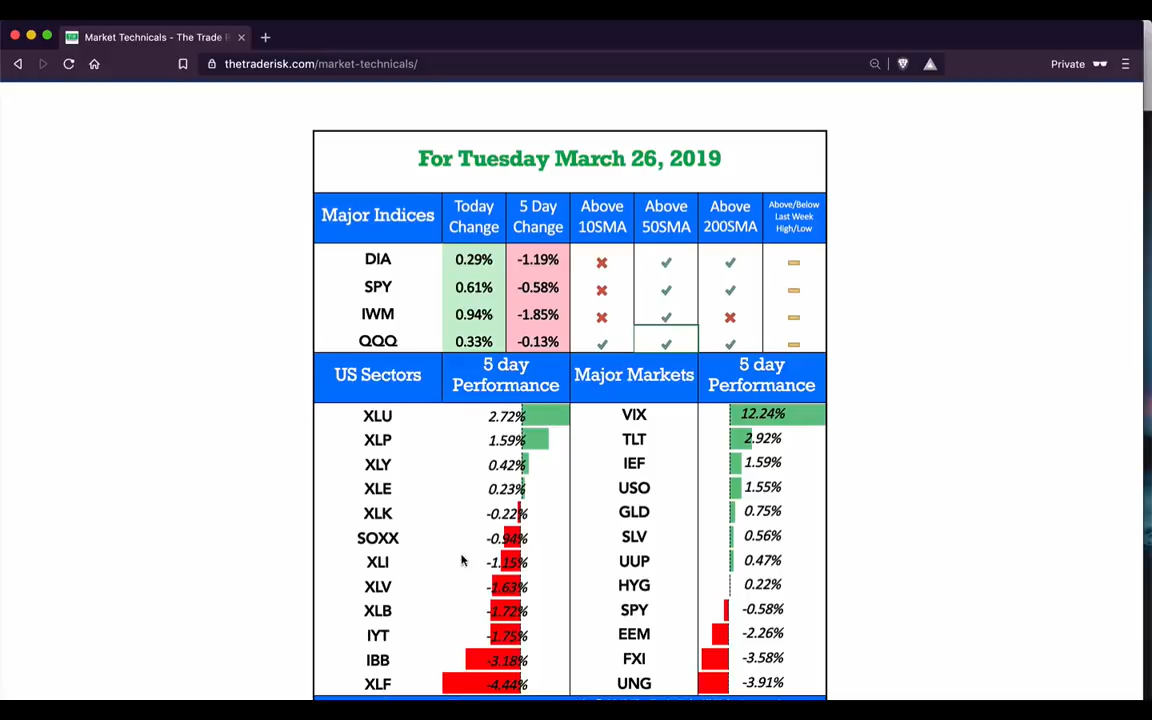 Market Technicals - The Trade R
thetraderisk.com/market-technicals/
Private
For Tuesday March 26, 2019
Major Indices Today Change 5 Day Change Above 10SMA Above 50SMA Above 200SMA Above/Below Last Week High/Low
DIA 0.29% -1.19%
SPY 0.61% -0.58%
IWM 0.94% -1.85%
QQQ 0.33% -0.13%
US Sectors 5 day Performance Major Markets 5 day Performance
XLU 2.72% VIX 12.24%
XLP 1.59% TLT 2.92%
XLY 0.42% IEF 1.59%
XLE 0.23% USO 1.55%
XLK -0.22% GLD 0.75%
SOXX -0.94% SLV 0.56%
XLI -1.15% UUP 0.47%
XLV -1.63% HYG 0.22%
XLB -1.72% SPY -0.58%
IYT -1.75% EEM -2.26%
IBB -3.18% FXI -3.58%
XLF -4.44% UNG -3.91%